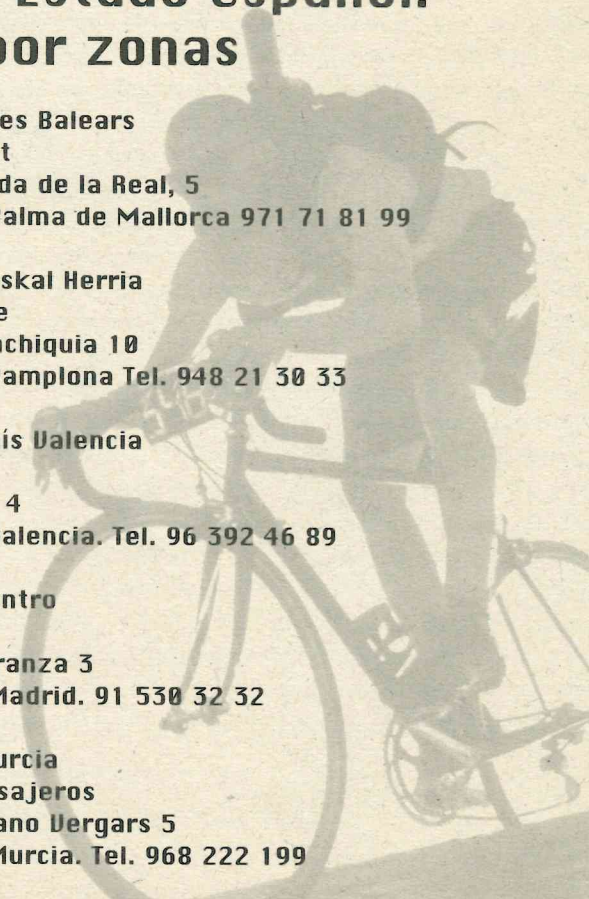 Estado español
por zonas
es Balears
t
da de la Real, 5
Palma de Mallorca 971 71 81 99
skal Herria
e
achiquia 10
amplona Tel. 948 21 30 33
ís Valencia
4
alencia. Tel. 96 392 46 89
ntro
ranza 3
Madrid. 91 530 32 32
urcia
sajeros
ano Vergars 5
Murcia. Tel. 968 222 199